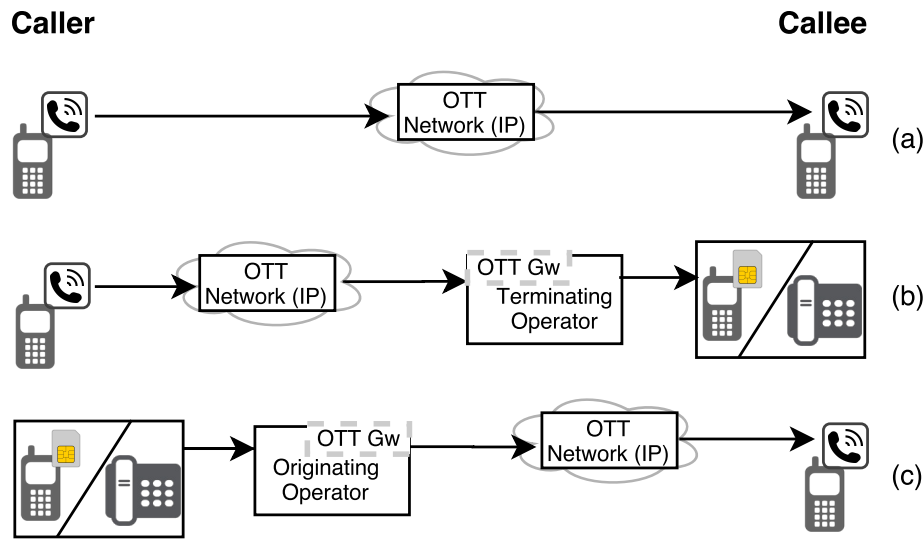 Caller
Callee
OTT
Network (IP)
(a)
OTT
Network (IP)
OTT Gw
Terminating
Operator
(b)
OTT Gw
Originating
Operator
OTT
Network (IP)
(c)